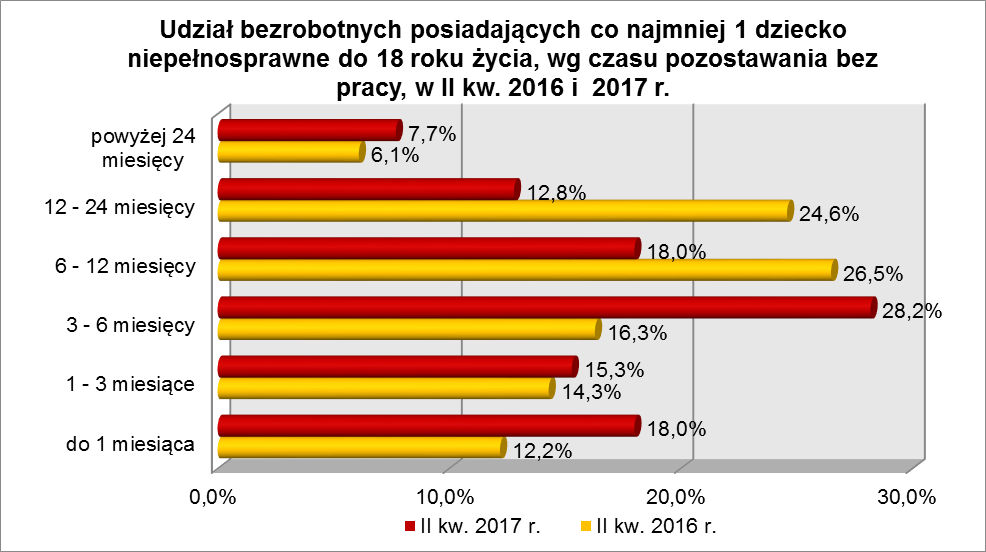 Udział bezrobotnych posiadających co najmniej 1 dziecko
niepełnosprawne do 18 roku życia, wg czasu pozostawania bez
pracy, w II kw. 2016 i  2017 r.
powyżej 24
miesięcy
7,7%
6,1%
12 - 24 miesięcy
12,8%
24,6%
6 - 12 miesięcy
18,0%
26,5%
3 - 6 miesięcy
28,2%
16,3%
1 - 3 miesiące
15,3%
14,3%
do 1 miesiąca
18,0%
12,2%
0,0% 10,0% 20,0% 30,0%
II kw. 2017 r. II kw. 2016 r.